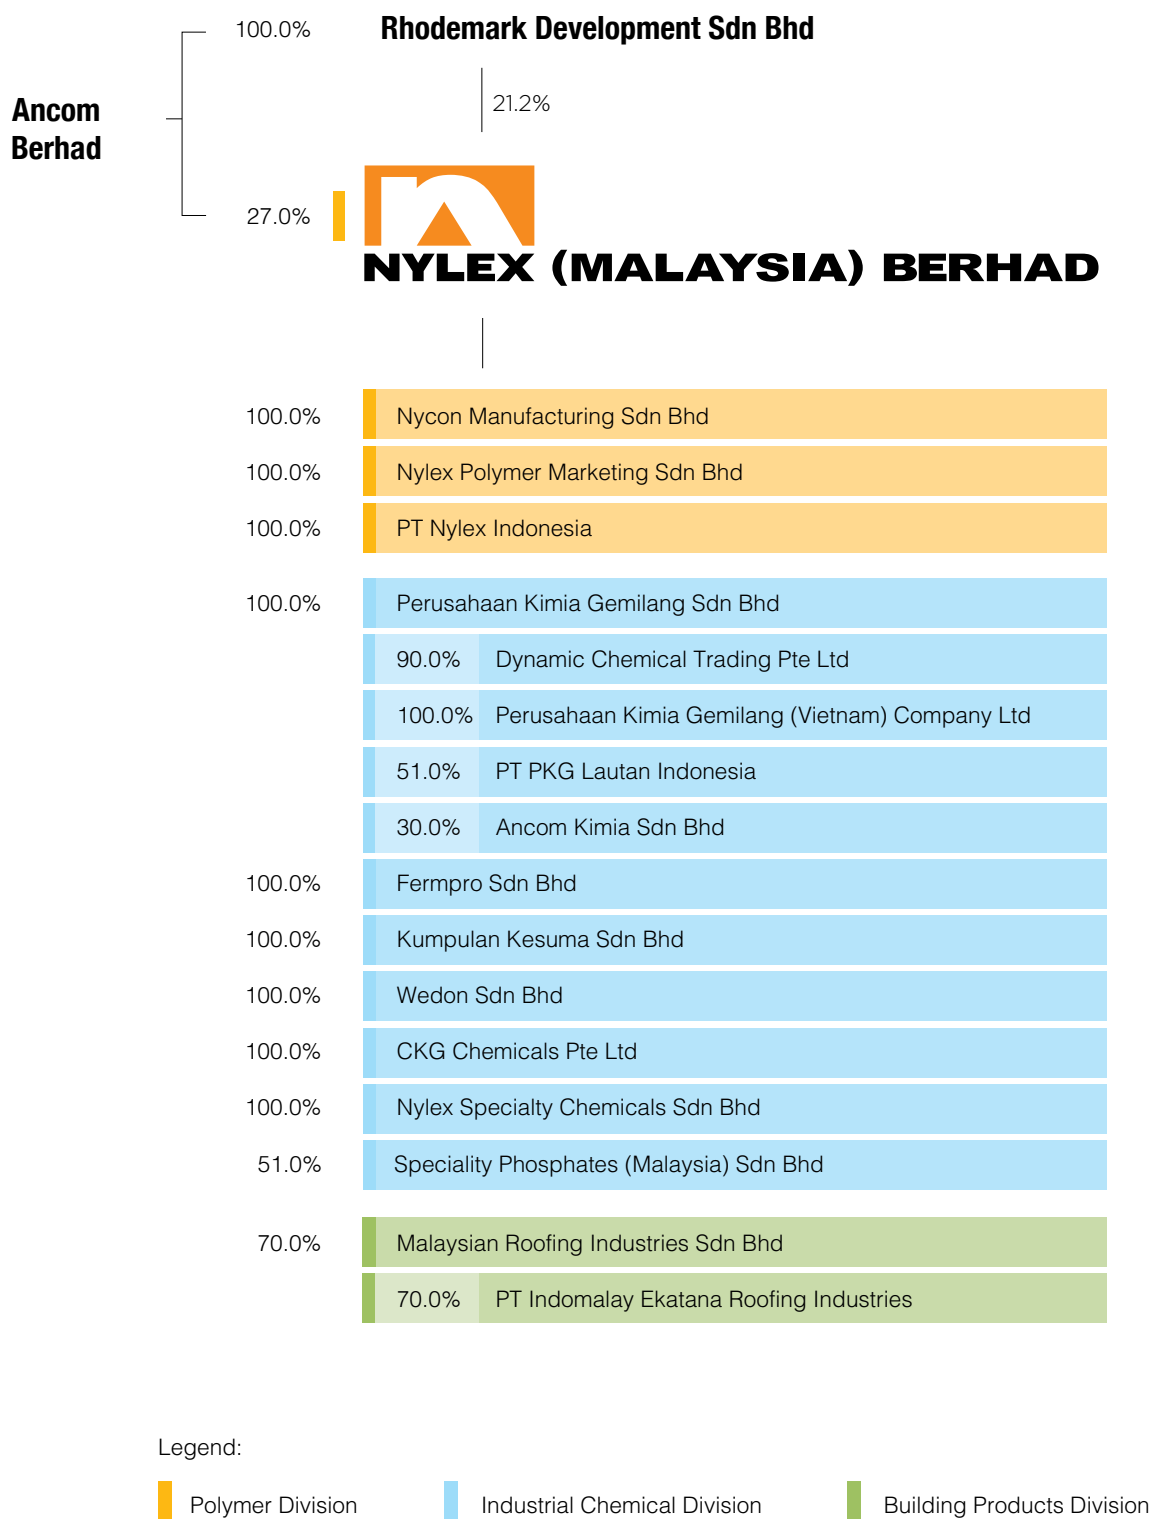 100.0% Rhodemark Development Sdn Bhd
21.2%
Ancom
Berhad
27.0%
NYLEX (MALAYSIA) BERHAD
100.0% Nycon Manufacturing Sdn Bhd
100.0% Nylex Polymer Marketing Sdn Bhd
100.0% PT Nylex Indonesia
100.0% Perusahaan Kimia Gemilang Sdn Bhd
90.0% Dynamic Chemical Trading Pte Ltd
100.0% Perusahaan Kimia Gemilang (Vietnam) Company Ltd
51.0% PT PKG Lautan Indonesia
30.0% Ancom Kimia Sdn Bhd
100.0% Fermpro Sdn Bhd
100.0% Kumpulan Kesuma Sdn Bhd
100.0% Wedon Sdn Bhd
100.0% CKG Chemicals Pte Ltd
100.0% Nylex Specialty Chemicals Sdn Bhd
51.0% Speciality Phosphates (Malaysia) Sdn Bhd
70.0% Malaysian Roofing Industries Sdn Bhd
70.0% PT Indomalay Ekatana Roofing Industries
Legend:
Polymer Division Industrial Chemical Division Building Products Division